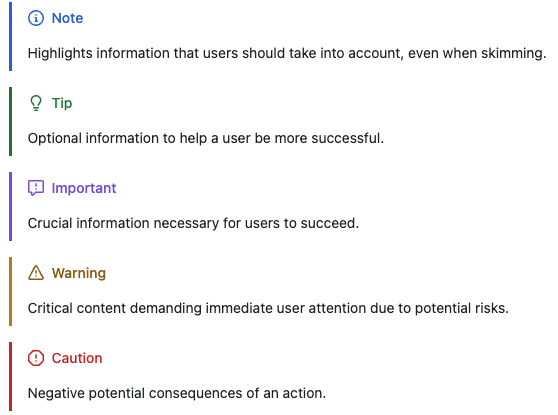 Note
Highlights information that users should take into account, even when skimming.
Tip
Optional information to help a user be more successful.
Important
Crucial information necessary for users to succeed.
Warning
Critical content demanding immediate user attention due to potential risks.
Caution
Negative potential consequences of an action.